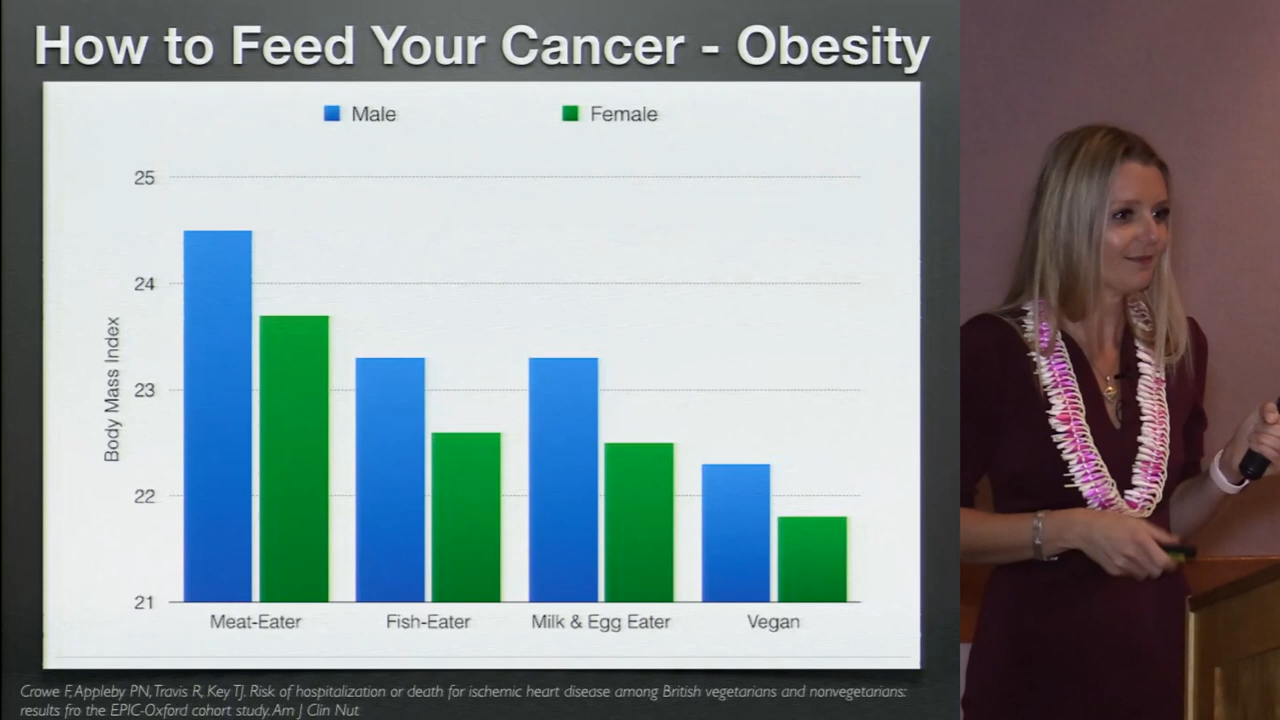 How to Feed Your Cancer - Obesity
Male Female
25
24
23
22
21
Body Mass Index
Meat-Eater Fish-Eater Milk & Egg Eater Vegan
Crowe F, Appleby PN, Travis R, Key TJ. Risk of hospitalization or death for ischemic heart disease among British vegetarians and nonvegetarians:
results fro the EPIC-Oxford cohort study. Am J Clin Nut